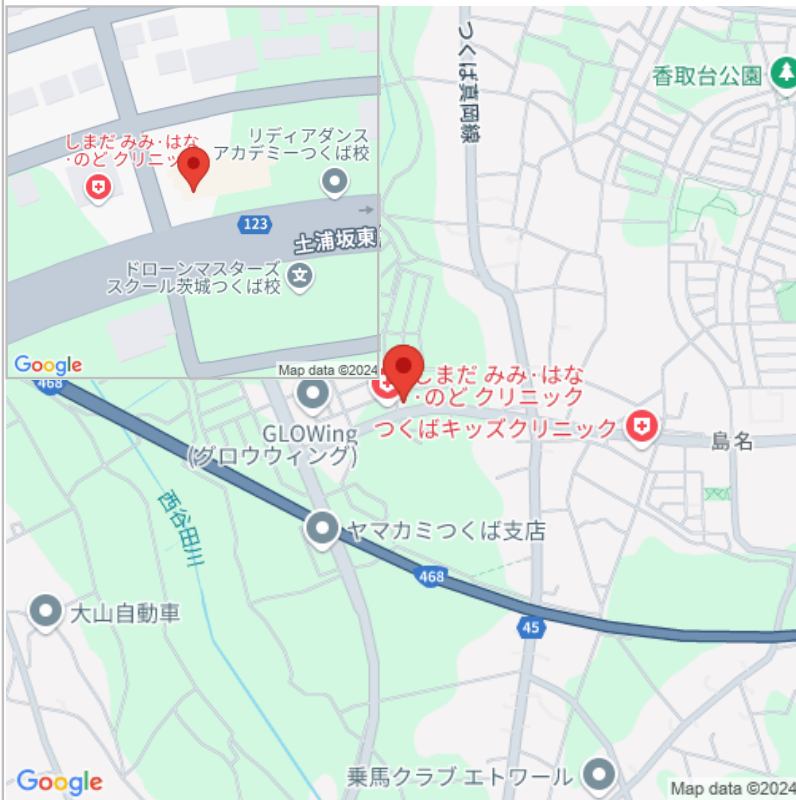 しまだ みみ·はな
·のど クリニック
リディアダンス
アカデミーつくば校
123
土浦坂東
ドローンマスターズ
スクール茨城つくば校
Google
Map data ©2024
つくば真岡線
香取台公園
468
しまだ みみ·はな
·のど クリニック
GLOWing
(グロウウィング)
つくばキッズクリニック
島名
西谷田川
ヤマカミつくば支店
468
大山自動車
45
乗馬クラブ エトワール
Google
Map data ©2024